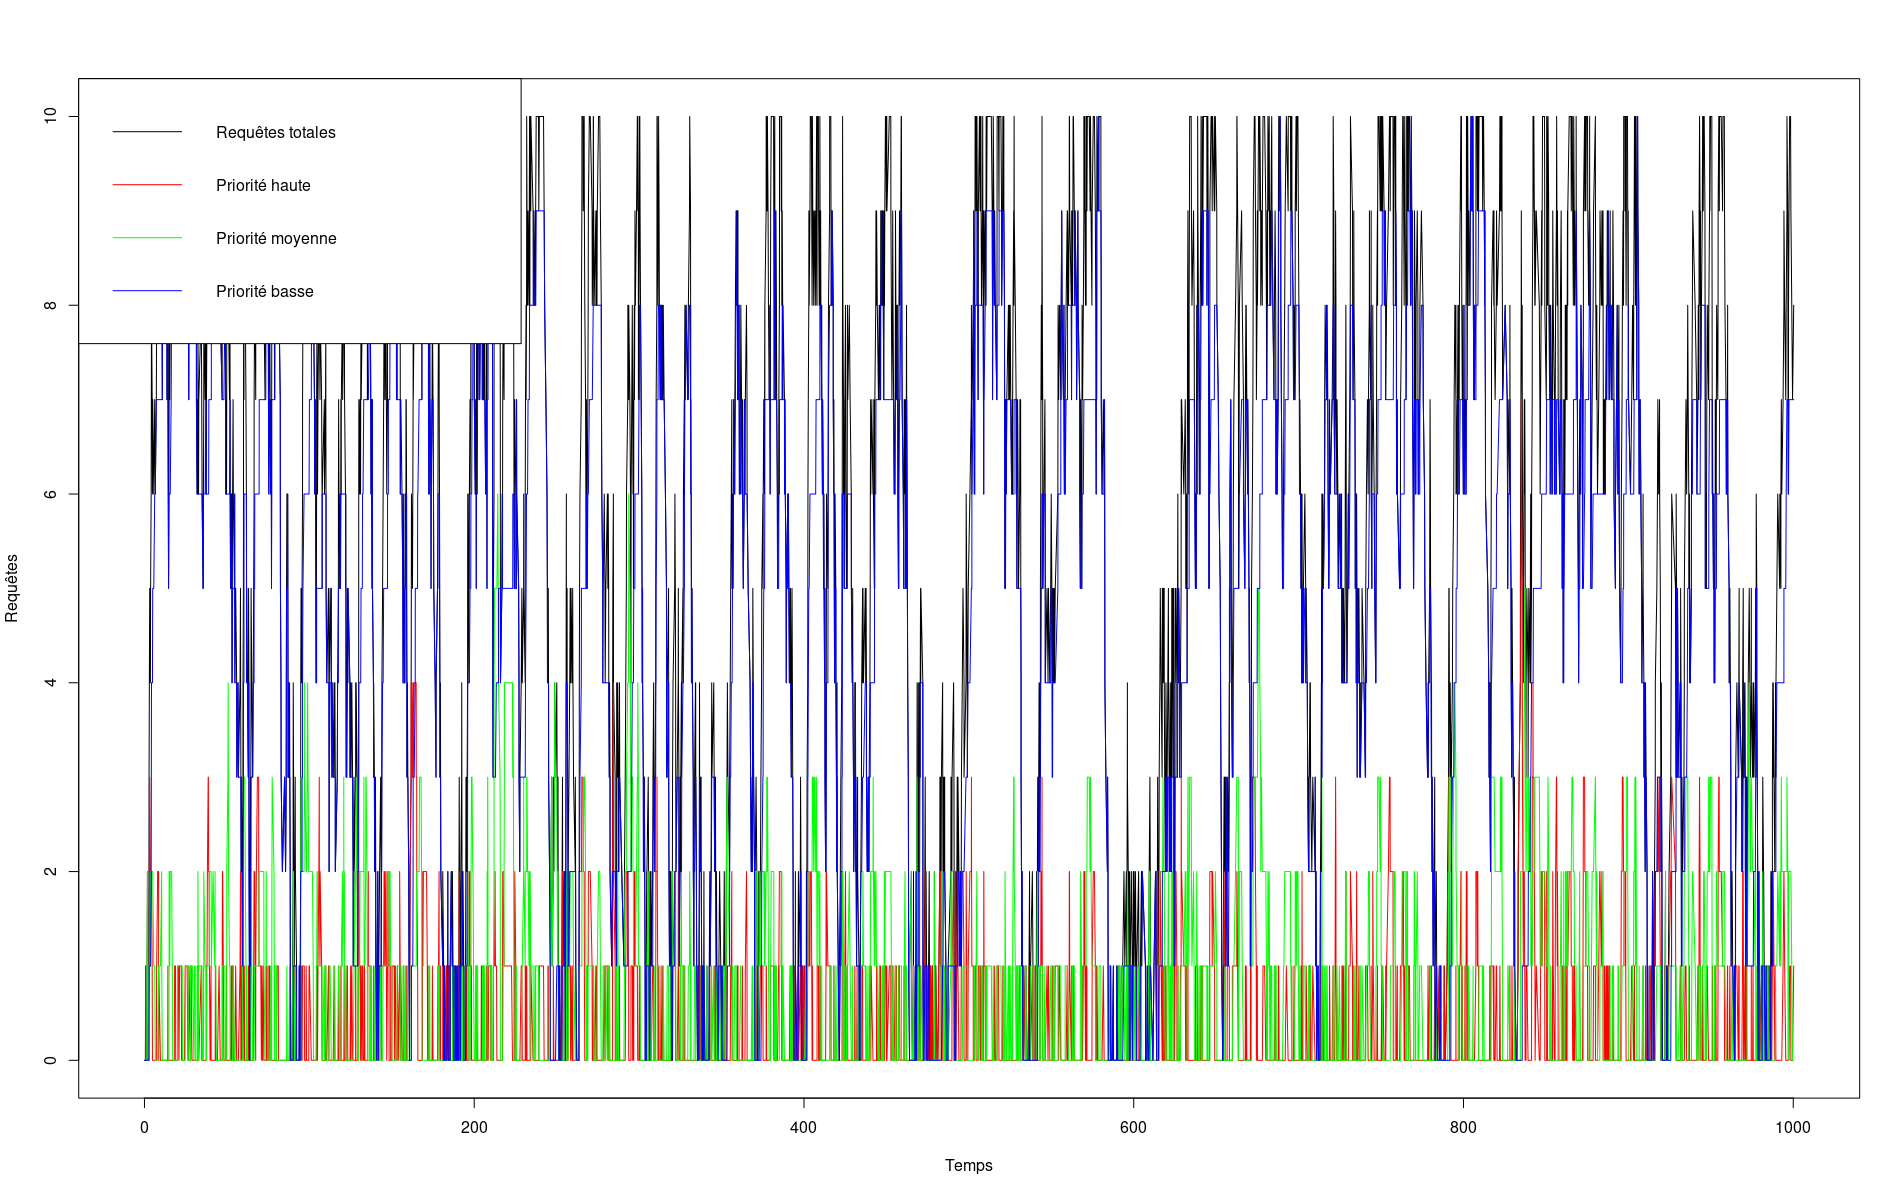 Requêtes totales
Priorité haute
Priorité moyenne
Priorité basse
Requêtes
10
8
6
4
2
0
0 200 400 600 800 1000
Temps